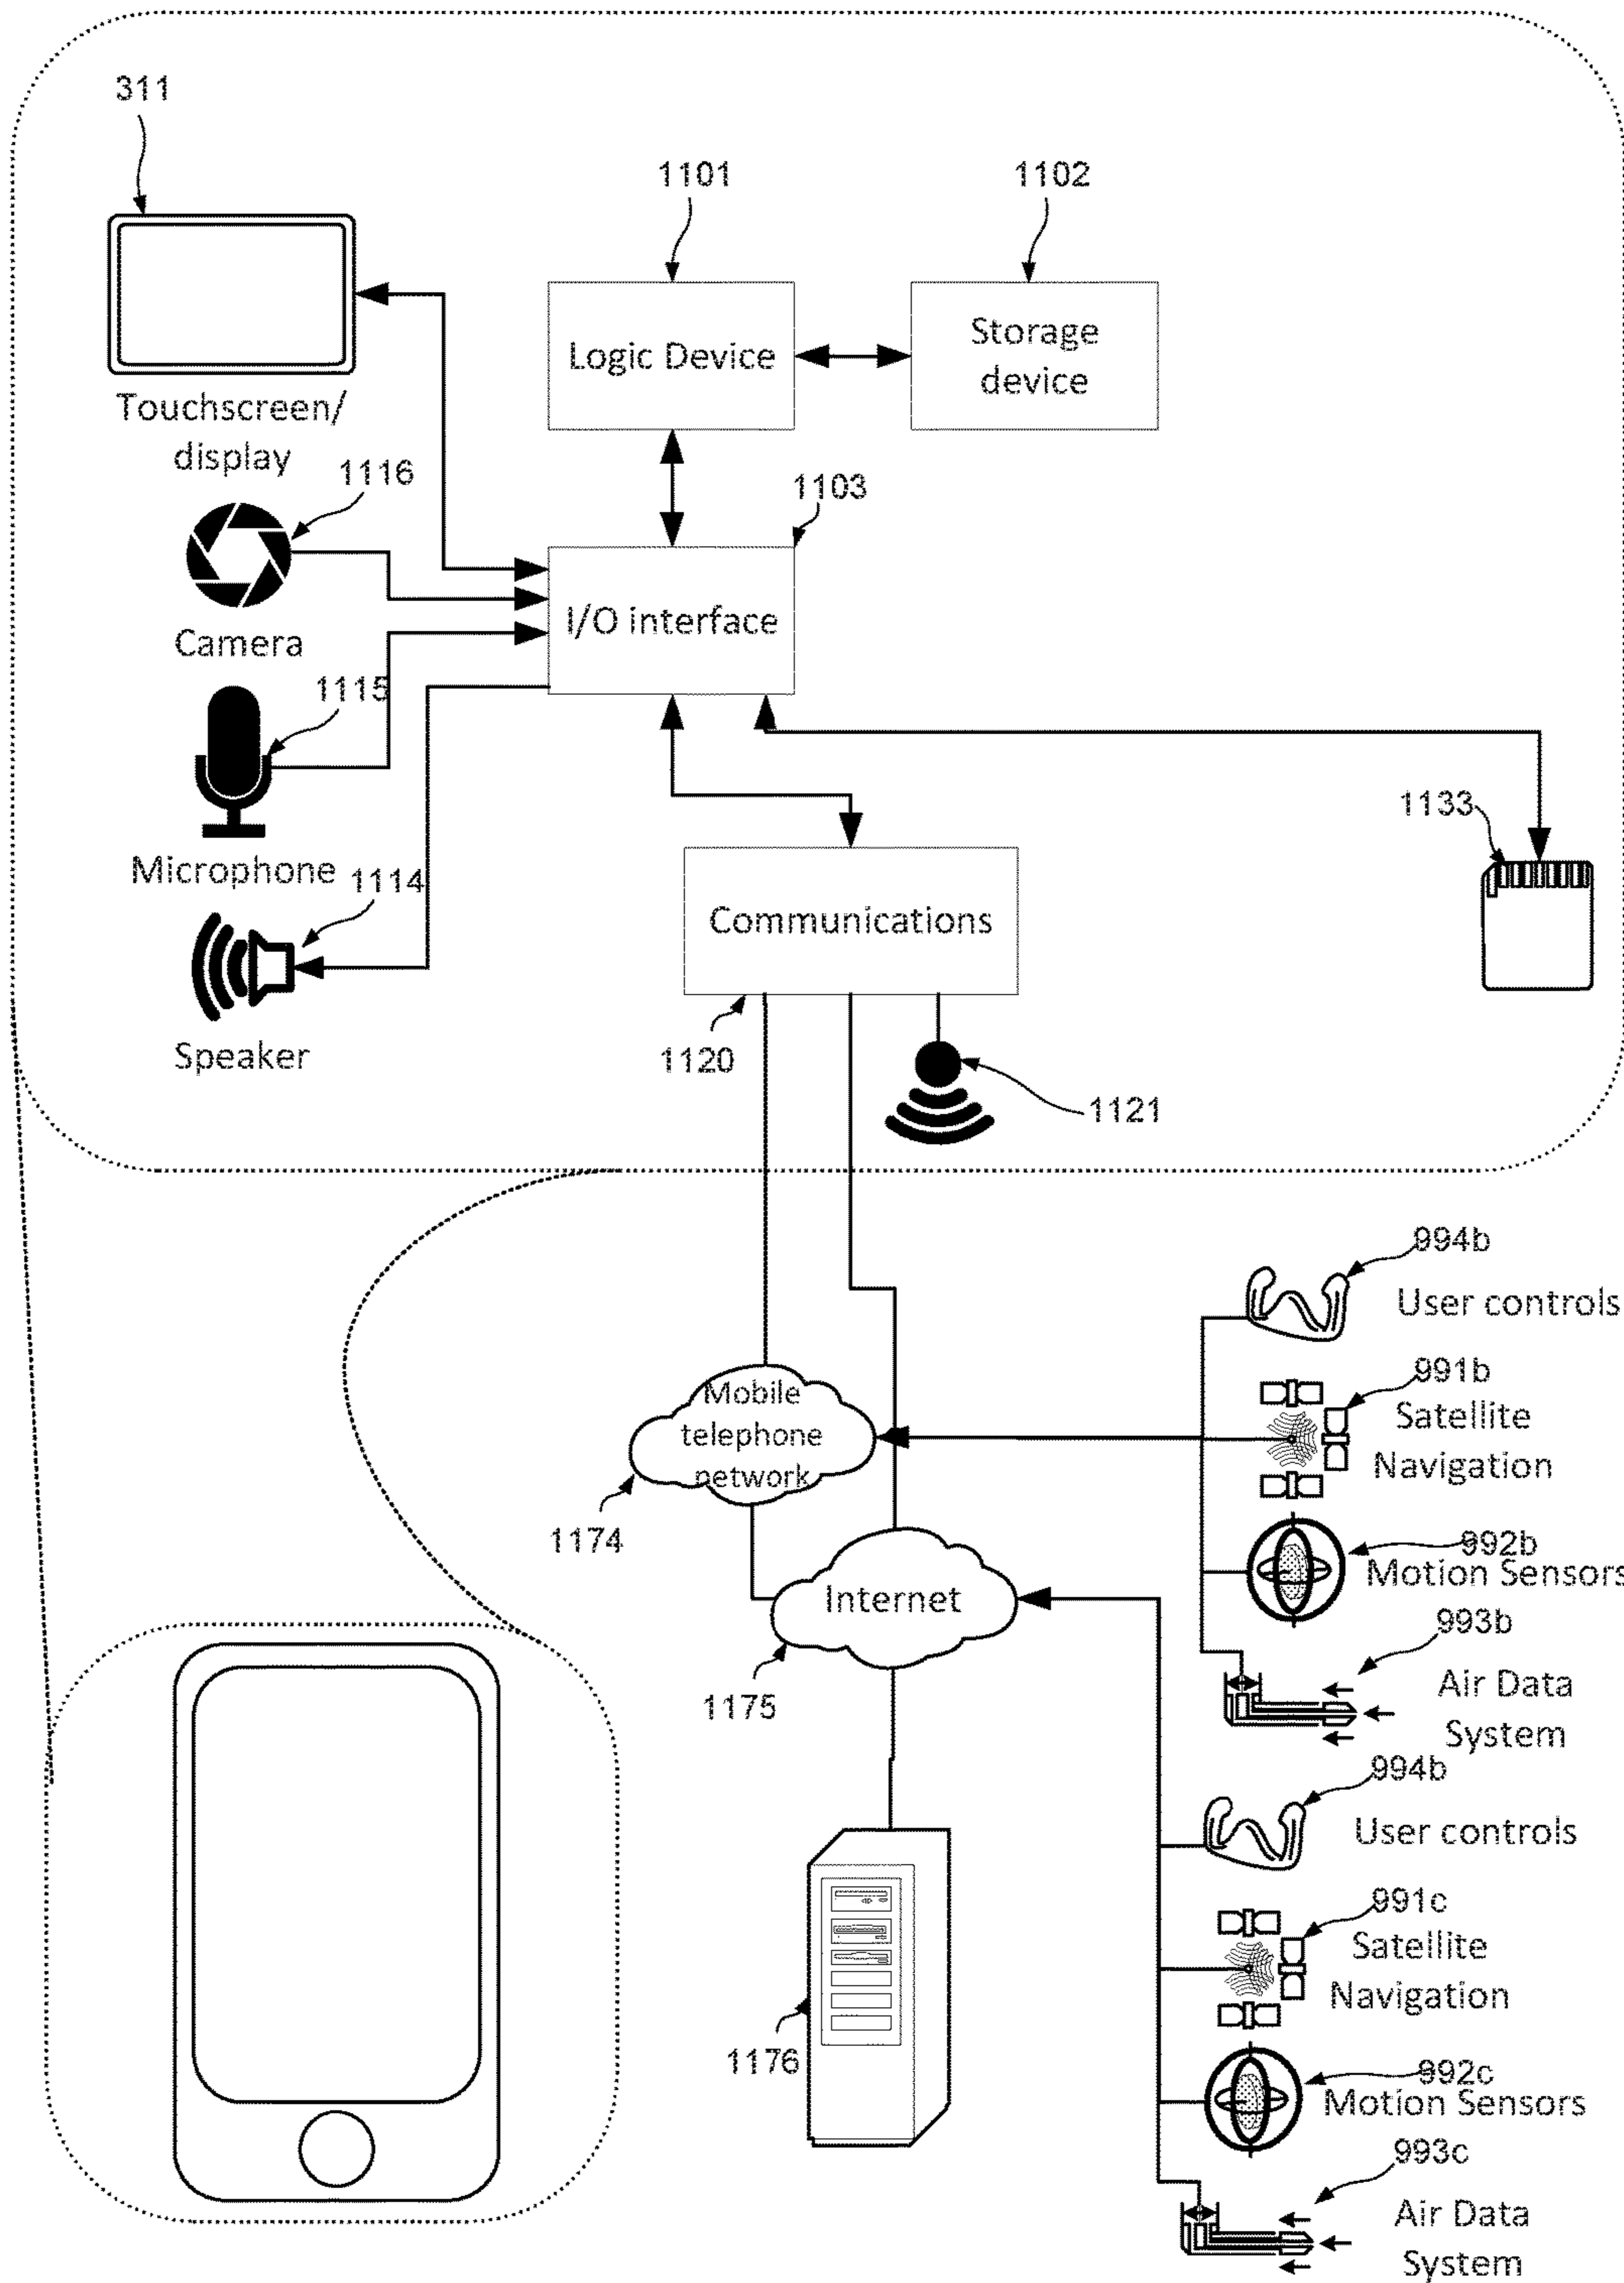 311
1101
1102
Logic Device
Storage
device
Touchscreen/
display
1116
1103
I/O interface
Camera
1115
1133
Microphone
1114
Communications
Speaker
1120
1121
994b
User controls
991b
Mobile
telephone
network
Satellite
Navigation
1174
992b
Motion Sensors
Internet
993b
1175
Air Data
System
994b
User controls
991c
Satellite
Navigation
1176
992c
Motion Sensors
993c
Air Data
System